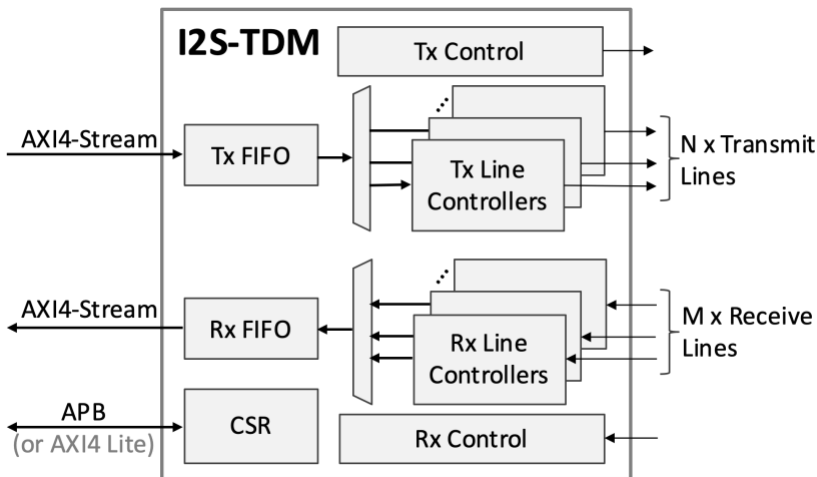 I2S-TDM
Tx Control
AXI4-Stream
Tx FIFO
Tx Line
Controllers
N x Transmit
Lines
AXI4-Stream
Rx FIFO
Rx Line
Controllers
M x Receive
Lines
APB
(or AXI4 Lite)
CSR
Rx Control